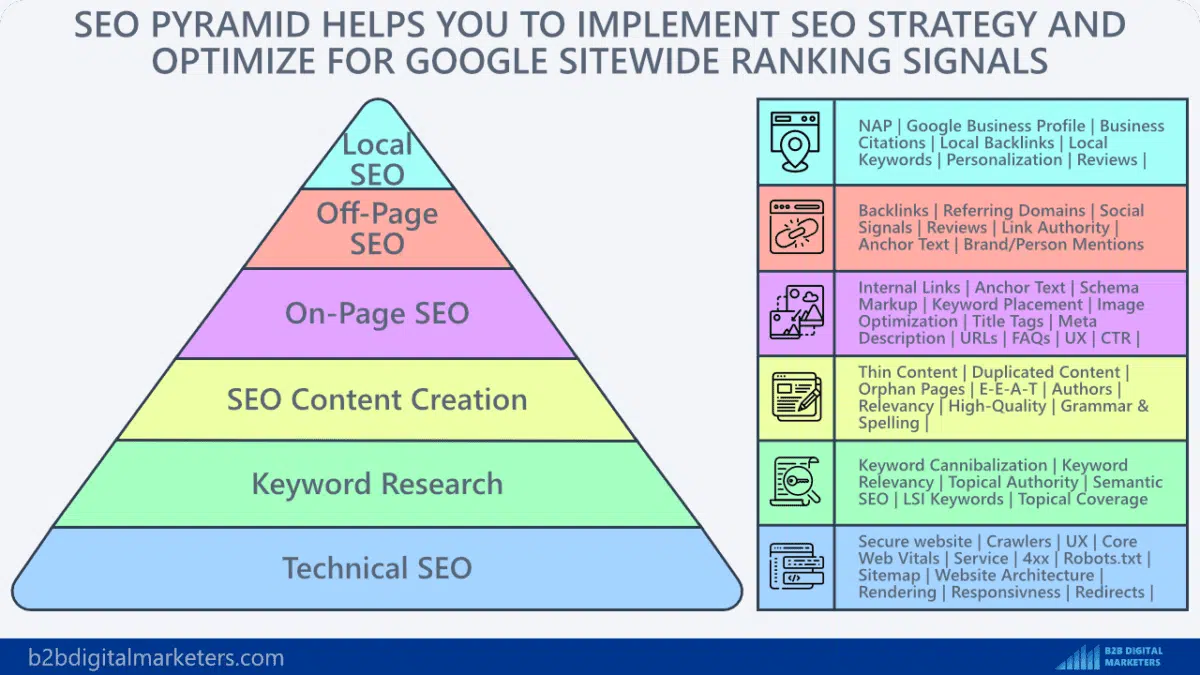 SEO PYRAMID HELPS YOU TO IMPLEMENT SEO STRATEGY AND
OPTIMIZE FOR GOOGLE SITEWIDE RANKING SIGNALS
Local
SEO
Off-Page
SEO
On-Page SEO
SEO Content Creation
Keyword Research
Technical SEO
NAP | Google Business Profile | Business
Citations | Local Backlinks | Local
Keywords | Personalization | Reviews |
Backlinks | Referring Domains | Social
Signals | Reviews | Link Authority |
Anchor Text | Brand/Person Mentions
Internal Links | Anchor Text | Schema
Markup | Keyword Placement | Image
Optimization | Title Tags | Meta
Description | URLs | FAQs | UX | CTR |
Thin Content | Duplicated Content |
Orphan Pages | E-E-A-T | Authors |
Relevancy | High-Quality | Grammar &
Spelling |
Keyword Cannibalization | Keyword
Relevancy | Topical Authority | Semantic
SEO | LSI Keywords | Topical Coverage
Secure website | Crawlers | UX | Core
Web Vitals | Service | 4xx | Robots.txt |
Sitemap | Website Architecture |
Rendering | Responsivness | Redirects |
b2bdigitalmarketers.com
B2B DIGITAL
MARKETERS